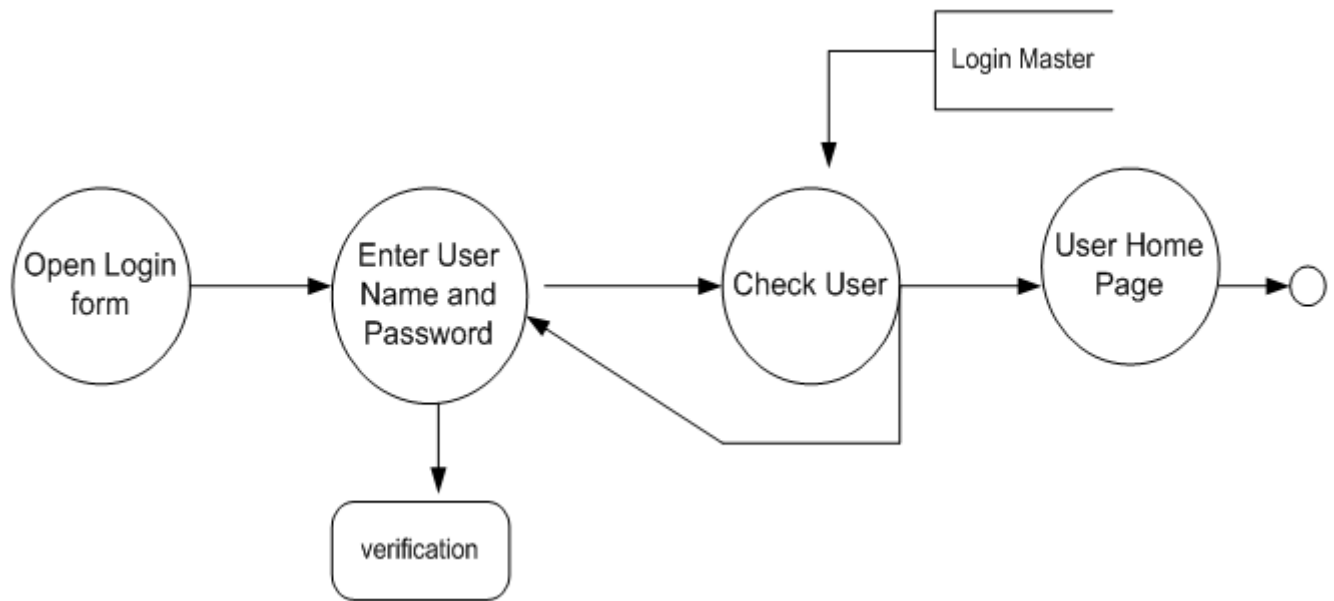 Login Master
Open Login
form
Enter User
Name and
Password
Check User
User Home
Page
verification